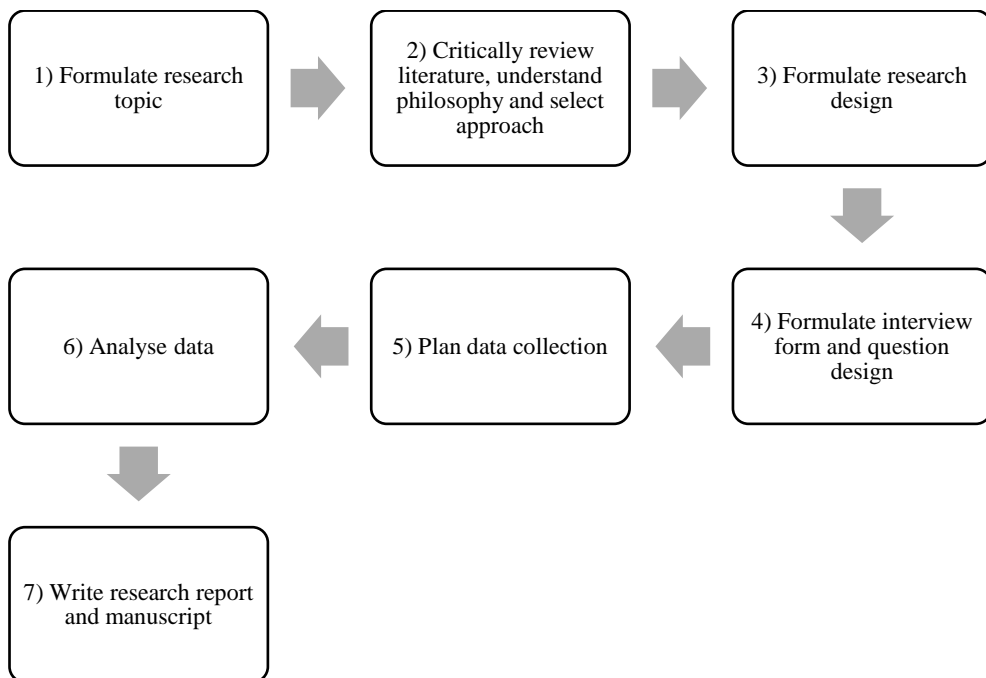 1) Formulate research
topic
2) Critically review
literature, understand
philosophy and select
approach
3) Formulate research design
4) Formulate interview
form and question
design
5) Plan data collection
6) Analyse data
7) Write research report
and manuscript